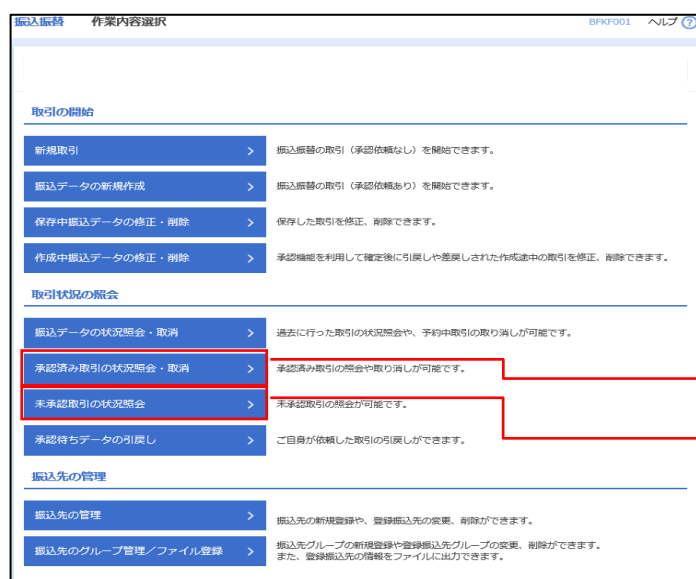 振込振替 作業内容選択 BFKF001 ヘルプ ?
取引の開始
新規取引 > 振込振替の取引（承認依頼なし）を開始できます。
振込データの新規作成 > 振込振替の取引（承認依頼あり）を開始できます。
保存中振込データの修正・削除 > 保存した取引を修正、削除できます。
作成中振込データの修正・削除 > 承認機能を利用して確定後に引戻しや差戻しされた作成途中の取引を修正、削除できます。
取引状況の照会
振込データの状況照会・取消 > 過去に行った取引の状況照会や、予約中取引の取り消しが可能です。
承認済み取引の状況照会・取消 > 承認済み取引の照会や取り消しが可能です。
未承認取引の状況照会 > 未承認取引の照会が可能です。
承認待ちデータの引戻し > ご自身が依頼した取引の引戻しができます。
振込先の管理
振込先の管理 > 振込先の新規登録や、登録振込先の変更、削除ができます。
振込先のグループ管理／ファイル登録 > 振込先グループの新規登録や登録振込先グループの変更、削除ができます。
また、登録振込先の情報をファイルに出力できます。